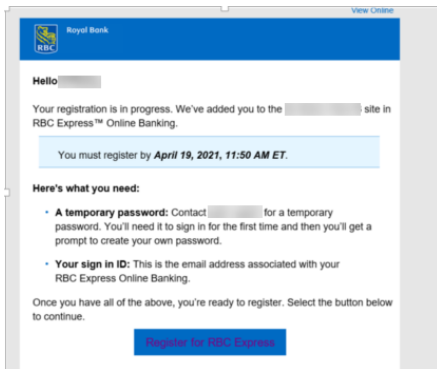 View Online
Royal Bank
RBC
Hello
Your registration is in progress. We've added you to the site in
RBC Express™ Online Banking.
You must register by April 19, 2021, 11:50 AM ET.
Here's what you need:
• A temporary password: Contact for a temporary
password. You'll need it to sign in for the first time and then you'll get a
prompt to create your own password.
• Your sign in ID: This is the email address associated with your
RBC Express Online Banking.
Once you have all of the above, you're ready to register. Select the button below
to continue.
Register for RBC Express